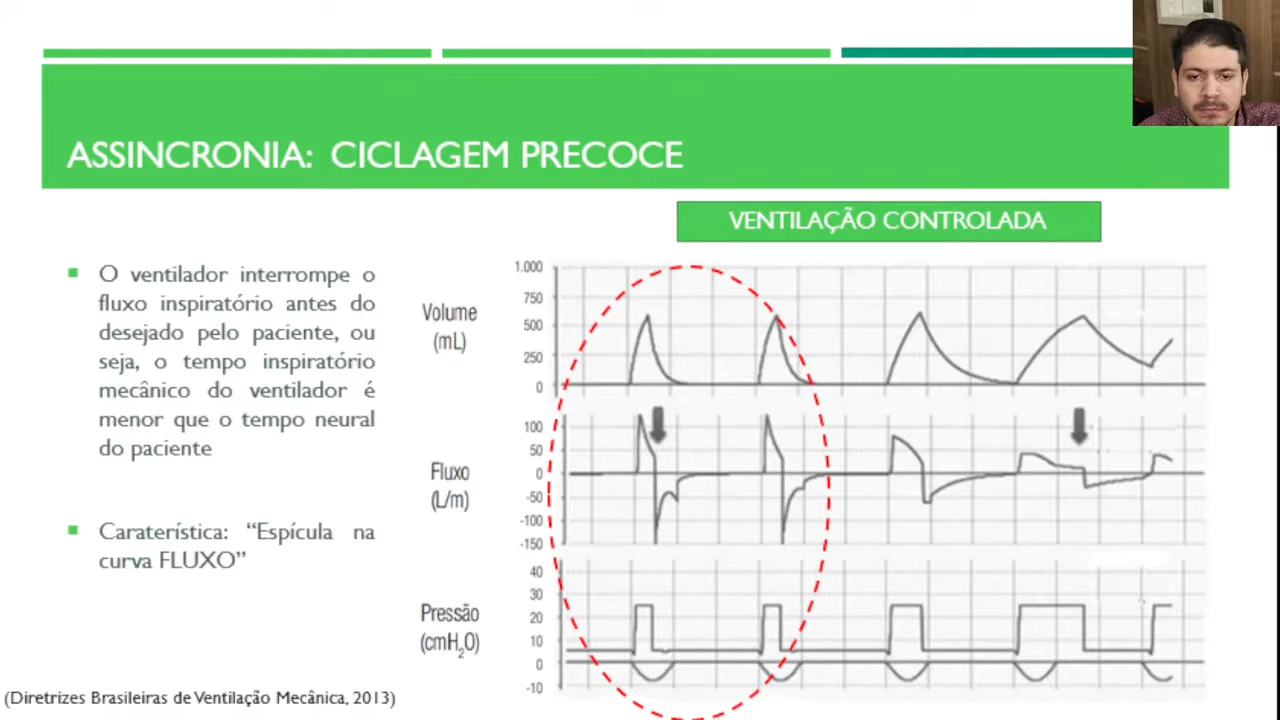 ASSINCRONIA: CICLAGEM PRECOCE
VENTILAÇÃO CONTROLADA
O ventilador interrompe o
fluxo inspiratório antes do
desejado pelo paciente, ou
seja, o tempo inspiratório
mecânico do ventilador é
menor que o tempo neural
do paciente
Caraterística: “Espícula na
curva FLUXO”
Volume
(mL)
1.000
750
500
250
0
Fluxo
(L/m)
100
50
0
-50
-100
-150
Pressão
(cmH₂O)
40
30
20
10
0
-10
(Diretrizes Brasileiras de Ventilação Mecânica, 2013)